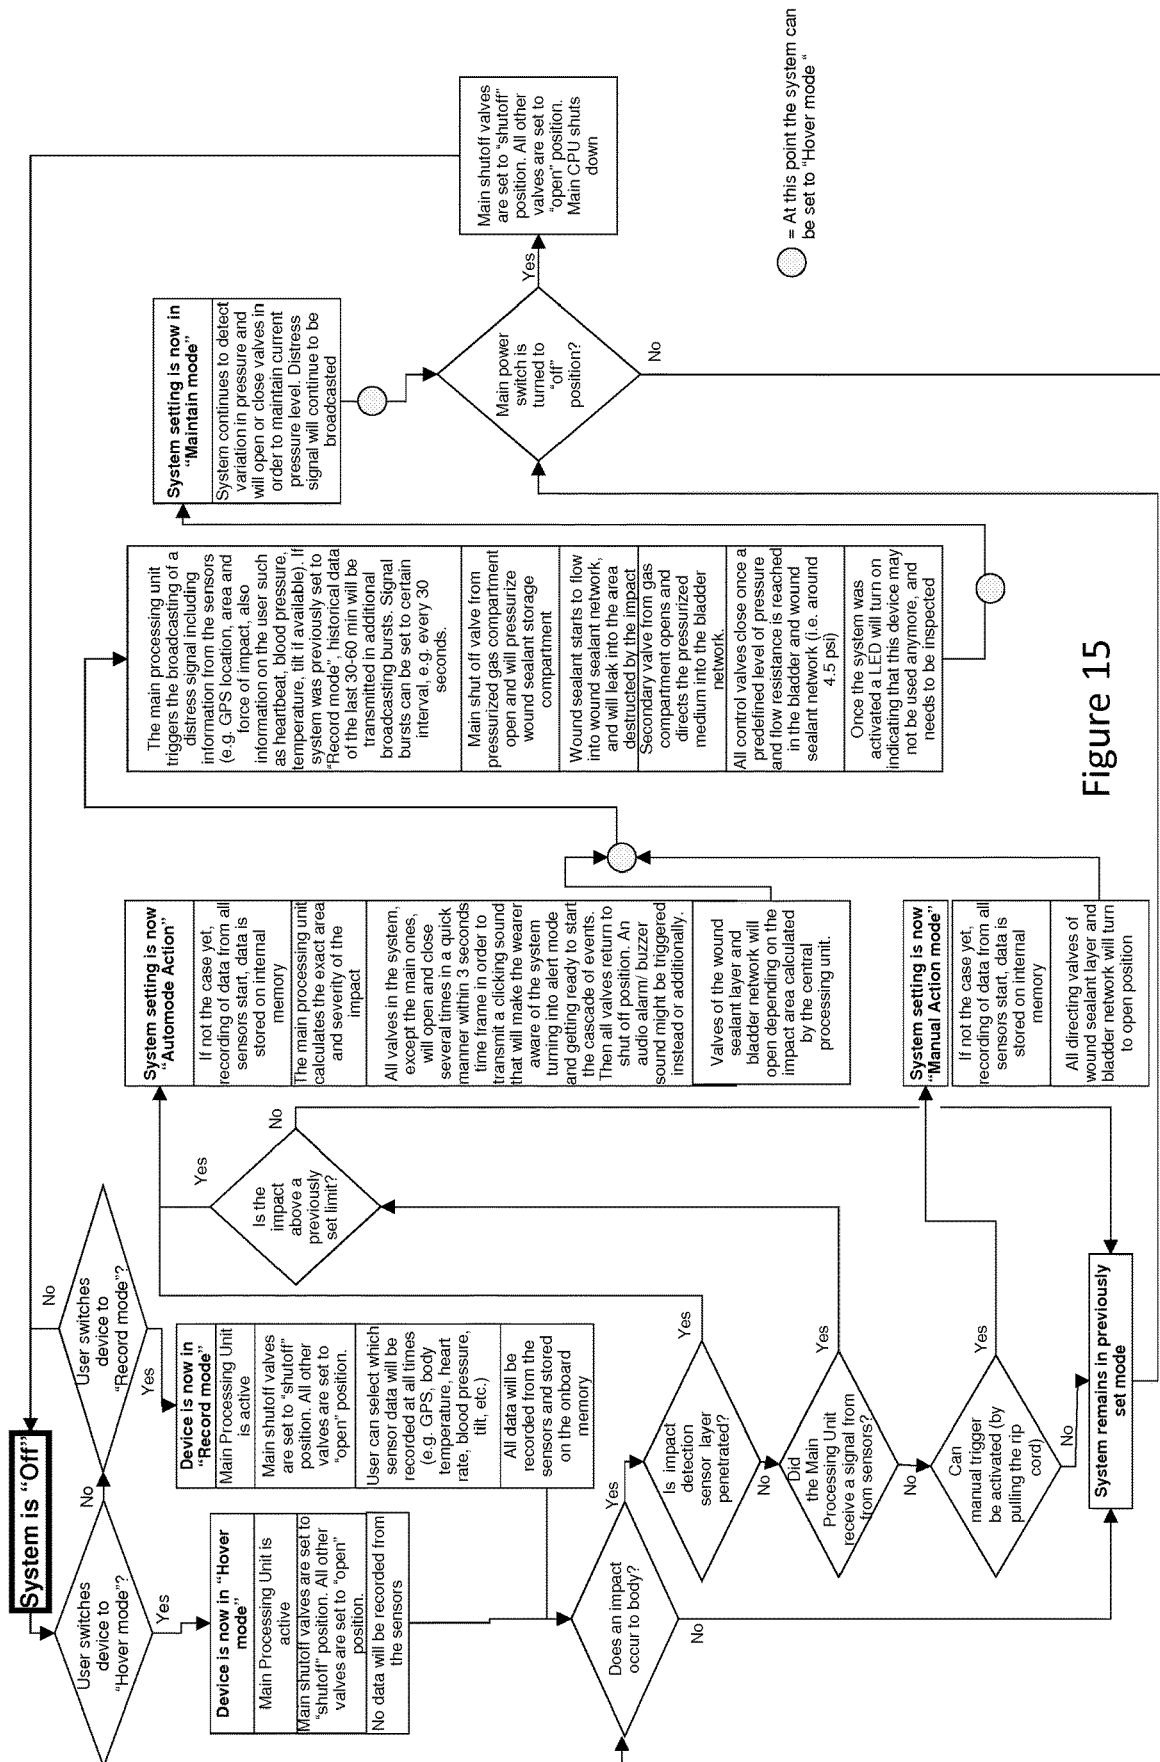 System is "Off"
User switches
device to
"Hover mode"?
No
Yes
User switches
device to
"Record mode"?
No
Yes
Device is now in "Hover
mode"
Main Processing Unit is
active
Main shutoff valves are set to
"shutoff" position. All other
valves are set to "open"
position.
No data will be recorded from
the sensors
Device is now in
"Record mode"
Main Processing Unit
is active
Main shutoff valves
are set to "shutoff"
position. All other
valves are set to
"open" position.
User can select which
sensor data will be
recorded at all times
(e.g. GPS, body
temperature, heart
rate, blood pressure,
tilt, etc.)
All data will be
recorded from the
sensors and stored
on the onboard
memory
Does an impact
occur to body?
Yes
No
Is impact
detection
sensor layer
penetrated?
Yes
No
Did
the Main
Processing Unit
receive a signal from
from sensors?
Yes
No
Can
manual trigger
be activated (by
pulling the rip
cord)
Yes
No
System remains in previously
set mode
Is the
impact
above a
previously
set limit?
Yes
No
System setting is now
"Automode Action"
If not the case yet,
recording of data from all
sensors start, data is
stored on internal
memory
The main processing unit
calculates the exact area
and severity of the
impact
All valves in the system,
except the main ones, will
will open and close
several times in a quick
manner within 3 seconds
time frame in order to
transmit a clicking sound
that will make the wearer
aware of the system
turning into alert mode
and getting ready to start
the cascade of events.
Then all valves return to
shut off position. An
audio alarm/ buzzer
sound might be triggered
instead or additionally.
Valves of the wound
sealant layer and
bladder network will
open depending on the
impact area calculated
by the central
processing unit.
System setting is now
"Manual Action mode"
If not the case yet,
recording of data from all
sensors start, data is
stored on internal
memory
All directing valves of
wound sealant layer and
bladder network will turn
to open position
The main processing unit
triggers the broadcasting of a
distress signal including
information from the sensors
(e.g. GPS location, area and
force of impact, also
information on the user such
as heartbeat, blood pressure,
temperature, tilt if available). If
system was previously set to
"Record mode" historical data
of the last 30-60 min will be
transmitted in additional
broadcasting bursts. Signal
bursts can be set to certain
interval, e.g. every 30
seconds.
Main shut off valve from
pressurized gas compartment
open and will pressurize
wound sealant storage
compartment
Wound sealant starts to flow
into wound sealant network,
and will leak into the area
destructed by the impact
Secondary valve from gas
compartment opens and
directs the pressurized
medium into the bladder
network.
All control valves close once a
predefined level of pressure
and flow resistance is reached
in the bladder and wound
sealant network (i.e. around
4.5 psi)
Once the system was
activated a LED will turn on
indicating that this device may
not be used anymore, and
needs to be inspected
System setting is now in
"Maintain mode"
System continues to detect
variation in pressure and
will open or close valves in
order to maintain current
pressure level. Distress
signal will continue to be
broadcasted
Main power
switch is
turned to
"off"
position?
Yes
No
Main shutoff valves
are set to "shutoff"
position. All other
valves are set to
"open" position.
Main CPU shuts
down
= At this point the system can
be set to "Hover mode "
Figure 15